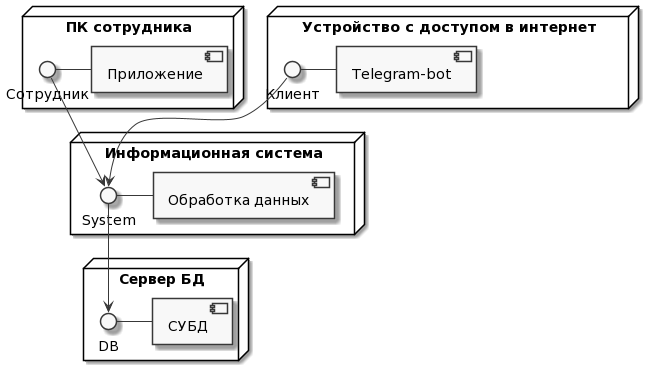 ПК сотрудника
Приложение
Сотрудник
Устройство с доступом в интернет
Telegram-bot
Клиент
Информационная система
Обработка данных
System
Сервер БД
СУБД
DB